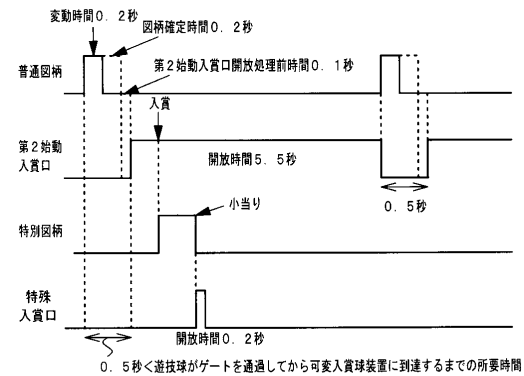 変動時間0．2秒
図柄確定時間0．2秒
普通図柄
第2始動入賞口開放処理前時間0．1秒
入賞
第2始動
入賞口
開放時間5．5秒
0．5秒
小当り
特別図柄
特殊
入賞口
開放時間0．2秒
0．5秒＜遊技球がゲートを通過してから可変入賞球装置に到達するまでの所要時間